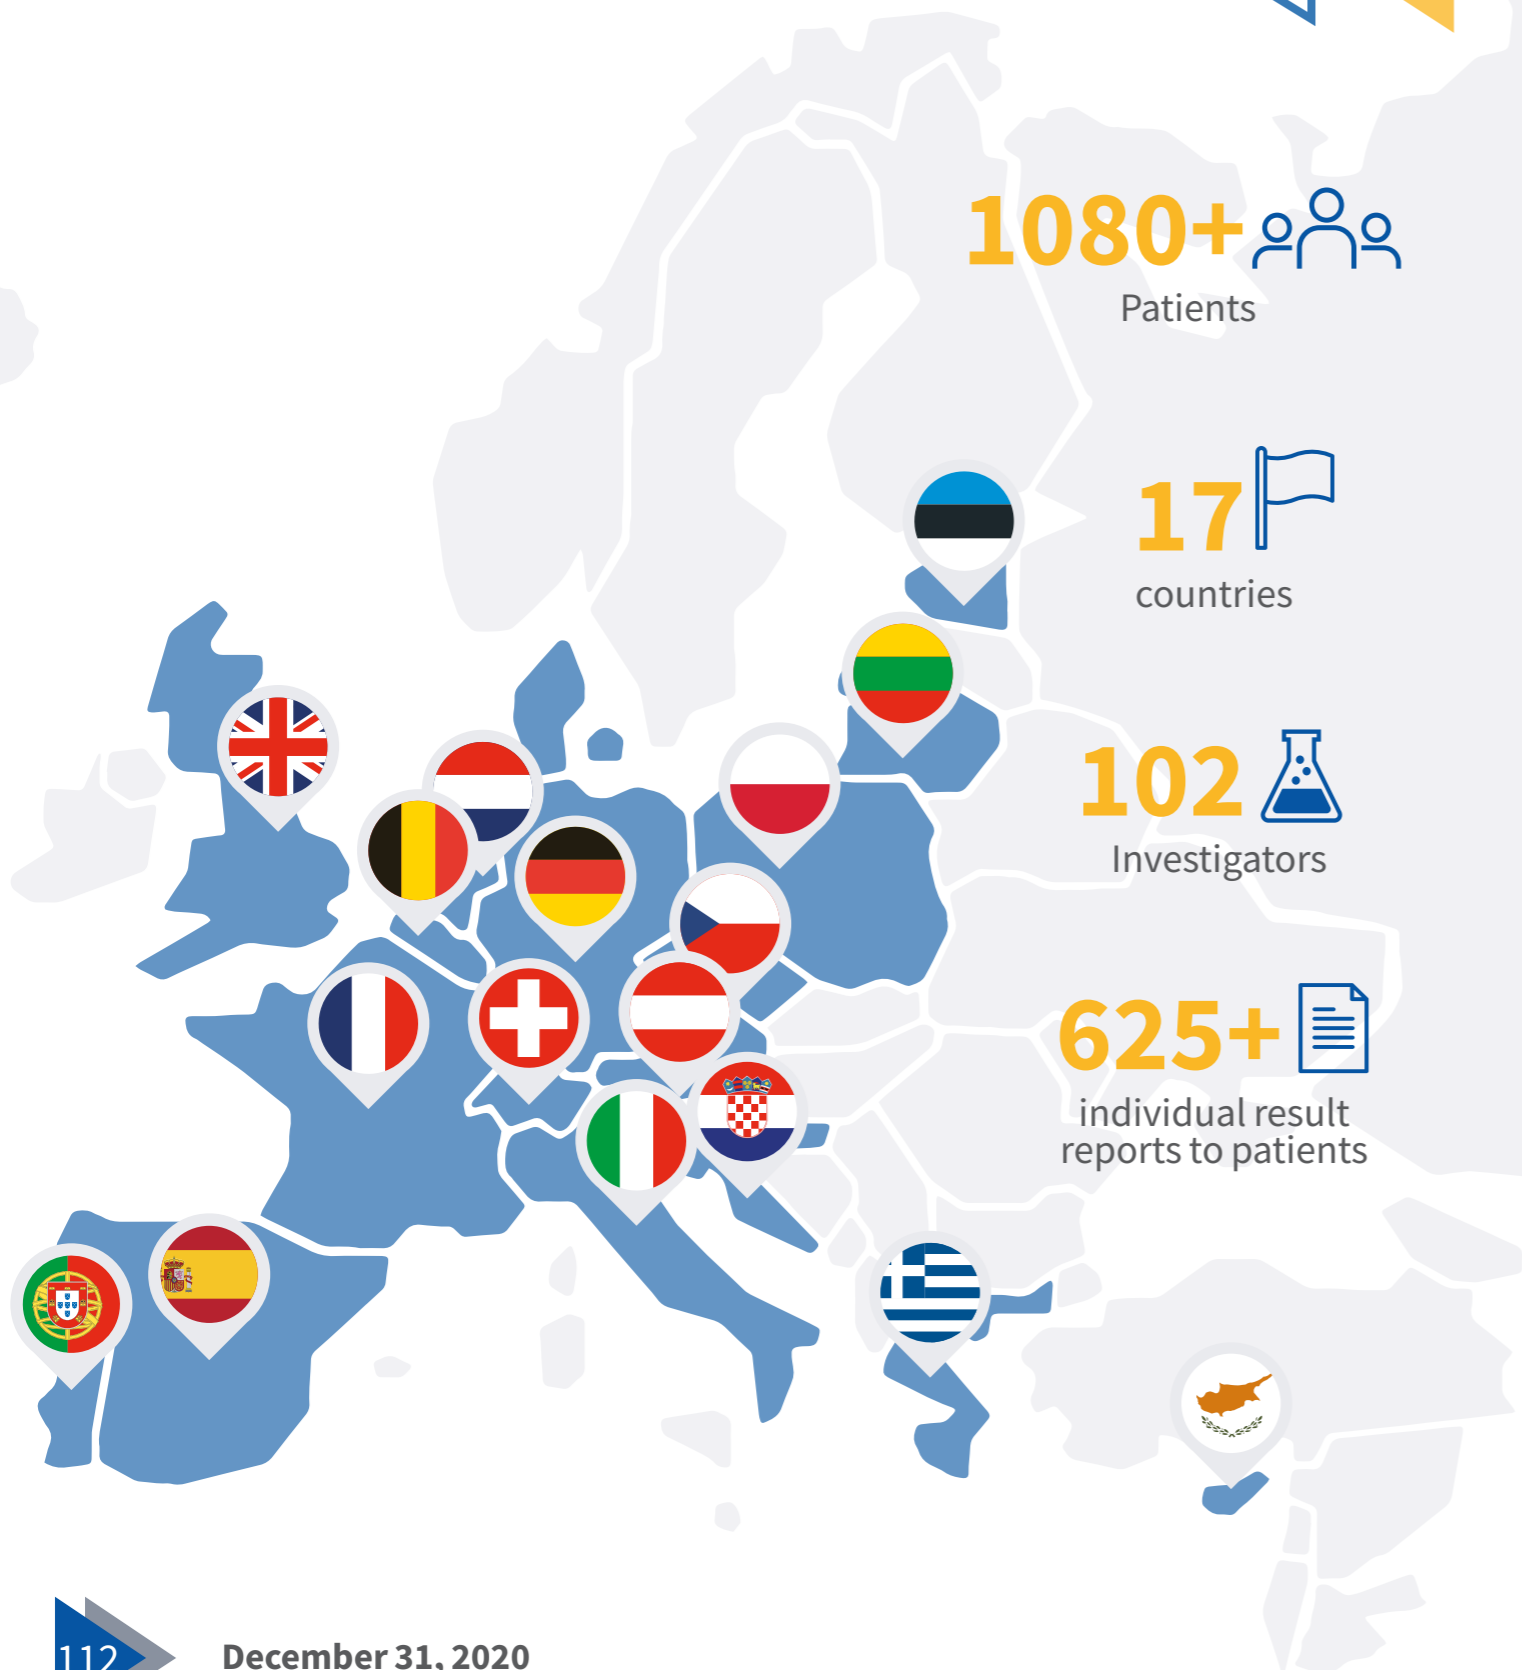 1080+
Patients
17
countries
102
Investigators
625+
individual result
reports to patients
112
December 31, 2020